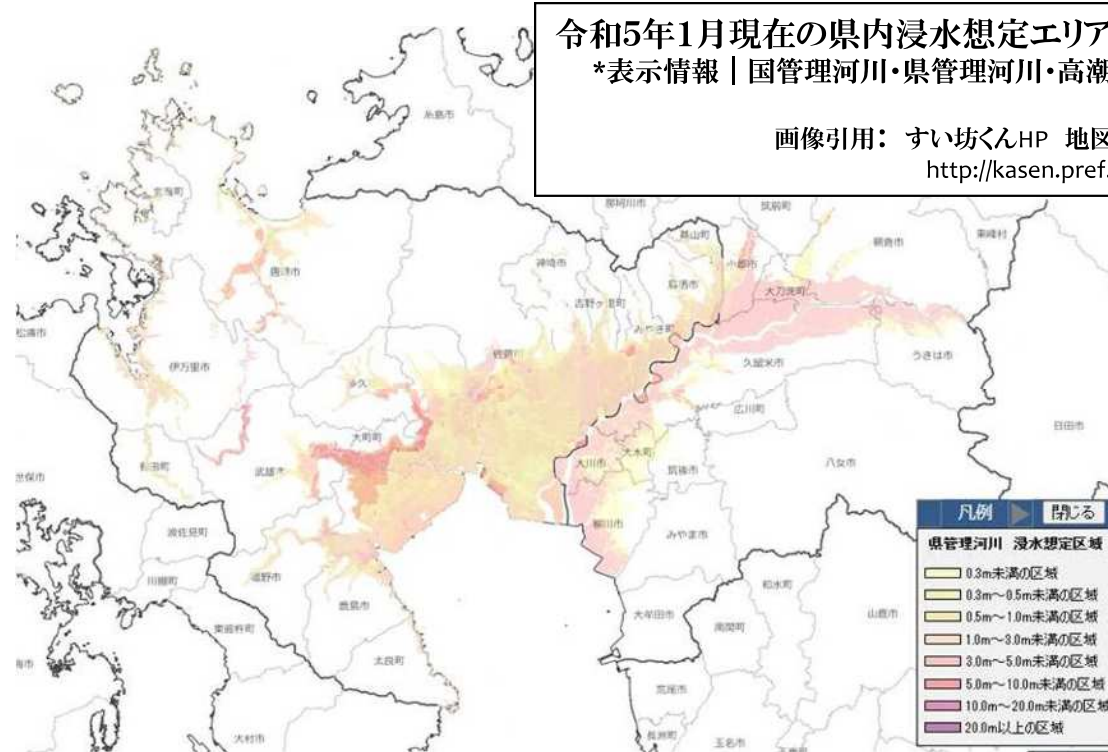 令和5年1月現在の県内浸水想定エリア
*表示情報 | 国管理河川・県管理河川・高潮
画像引用： すい坊くんHP 地図
http://kasen.pref.
糸島市
玄海町
那珂川市
筑前町
基山町
小郡市
朝倉市
東峰村
唐津市
神埼市
鳥栖市
大刀洗町
吉野ヶ里町
みやき町
松浦市
伊万里市
久留米市
うきは市
広川町
大町町
大木町
日田市
武雄市
大川市
筑後市
八女市
有田町
世保市
柳川市
みやま市
波佐見町
川棚町
嬉野市
鹿島市
和水町
大牟田市
山鹿市
東彼杵町
南関町
太良町
荒尾市
大村市
長洲町
玉名市
凡例
閉じる
県管理河川 浸水想定区域
0.3m未満の区域
0.3m～0.5m未満の区域
0.5m～1.0m未満の区域
1.0m～3.0m未満の区域
3.0m～5.0m未満の区域
5.0m～10.0m未満の区域
10.0m～20.0m未満の区域
20.0m以上の区域